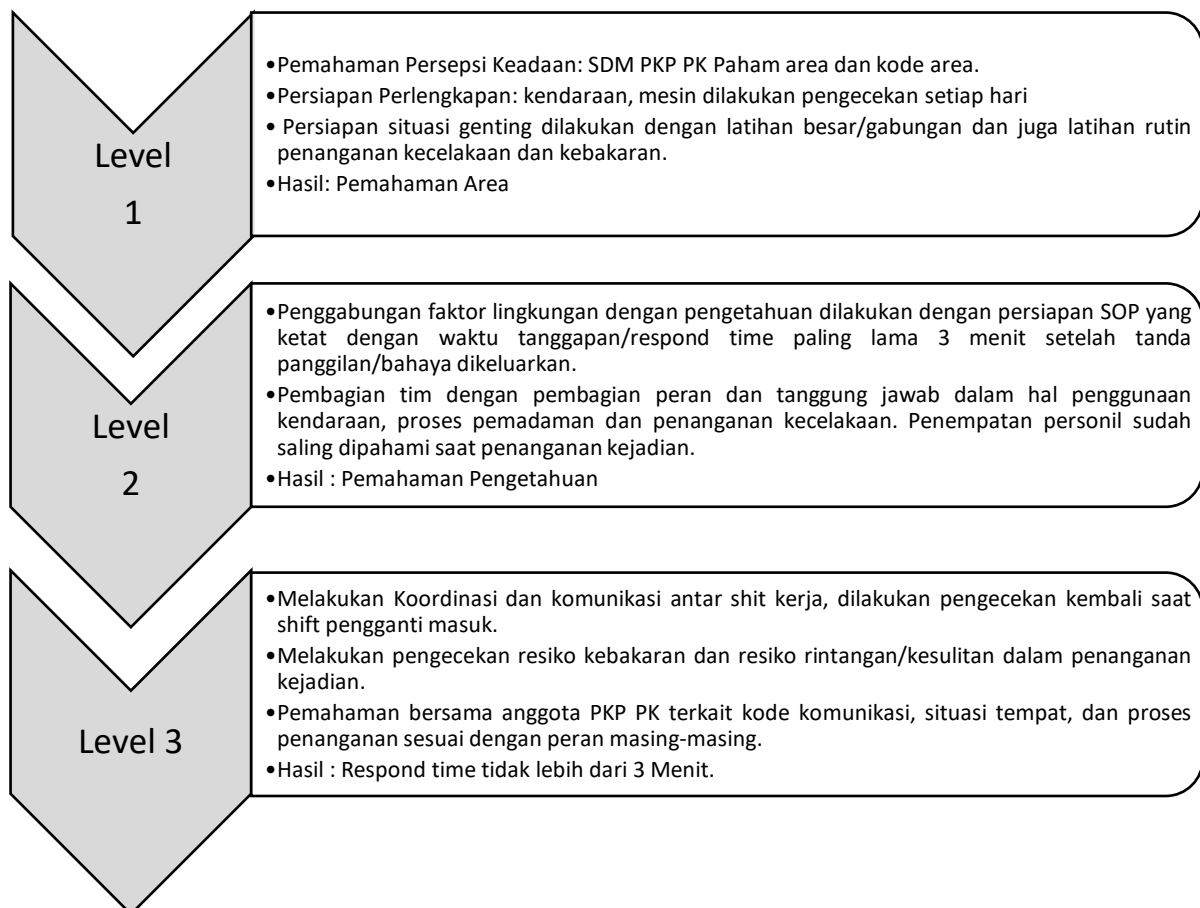 Level
1
•Pemahaman Persepsi Keadaan: SDM PKP PK Paham area dan kode area.
•Persiapan Perlengkapan: kendaraan, mesin dilakukan pengecekan setiap hari
• Persiapan situasi genting dilakukan dengan latihan besar/gabungan dan juga latihan rutin
penanganan kecelakaan dan kebakaran.
•Hasil: Pemahaman Area
Level
2
•Penggabungan faktor lingkungan dengan pengetahuan dilakukan dengan persiapan SOP yang
ketat dengan waktu tanggapan/respond time paling lama 3 menit setelah tanda
panggilan/bahaya dikeluarkan.
•Pembagian tim dengan pembagian peran dan tanggung jawab dalam hal penggunaan
kendaraan, proses pemadaman dan penanganan kecelakaan. Penempatan personil sudah
saling dipahami saat penanganan kejadian.
•Hasil : Pemahaman Pengetahuan
Level 3
•Melakukan Koordinasi dan komunikasi antar shit kerja, dilakukan pengecekan kembali saat
shift pengganti masuk.
•Melakukan pengecekan resiko kebakaran dan resiko rintangan/kesulitan dalam penanganan
kejadian.
•Pemahaman bersama anggota PKP PK terkait kode komunikasi, situasi tempat, dan proses
penanganan sesuai dengan peran masing-masing.
•Hasil : Respond time tidak lebih dari 3 Menit.